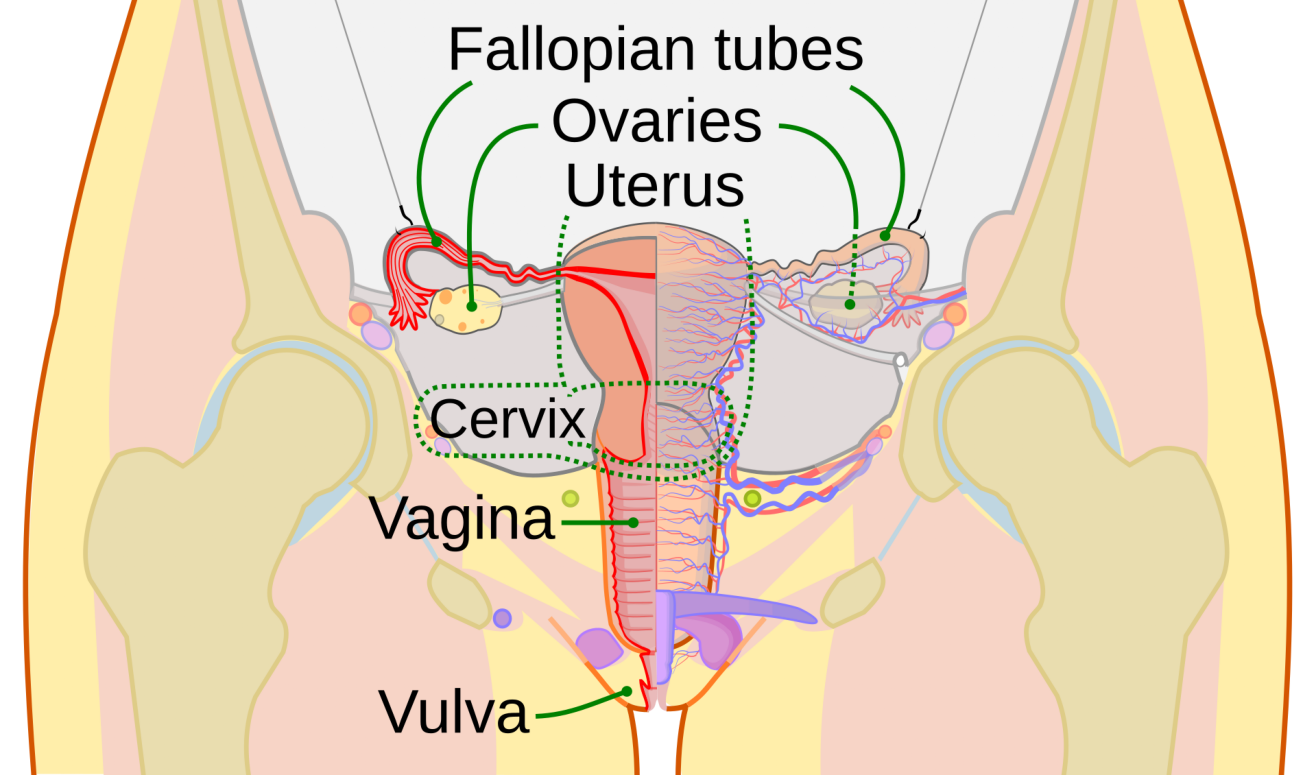 Fallopian tubes
Ovaries
Uterus
Cervix
Vagina
Vulva